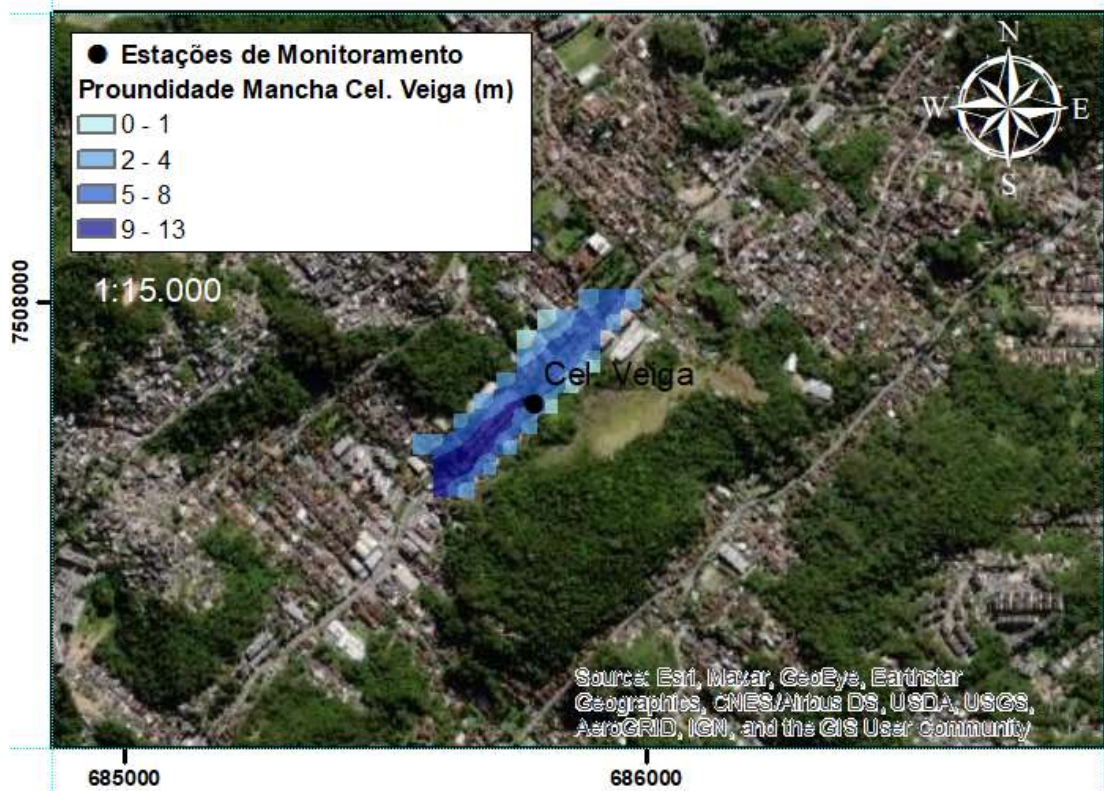 Estações de Monitoramento
Proundidade Mancha Cel. Veiga (m)
0 - 1
2 - 4
5 - 8
9 - 13
N
W
E
S
1:15.000
7508000
Cel. Veiga
Source: Esri, Maxar, GeoEye, Earthstar
Geographics, CNES/Airbus DS, USDA, USGS,
AeroGRID, IGN, and the GIS User Community
685000
686000